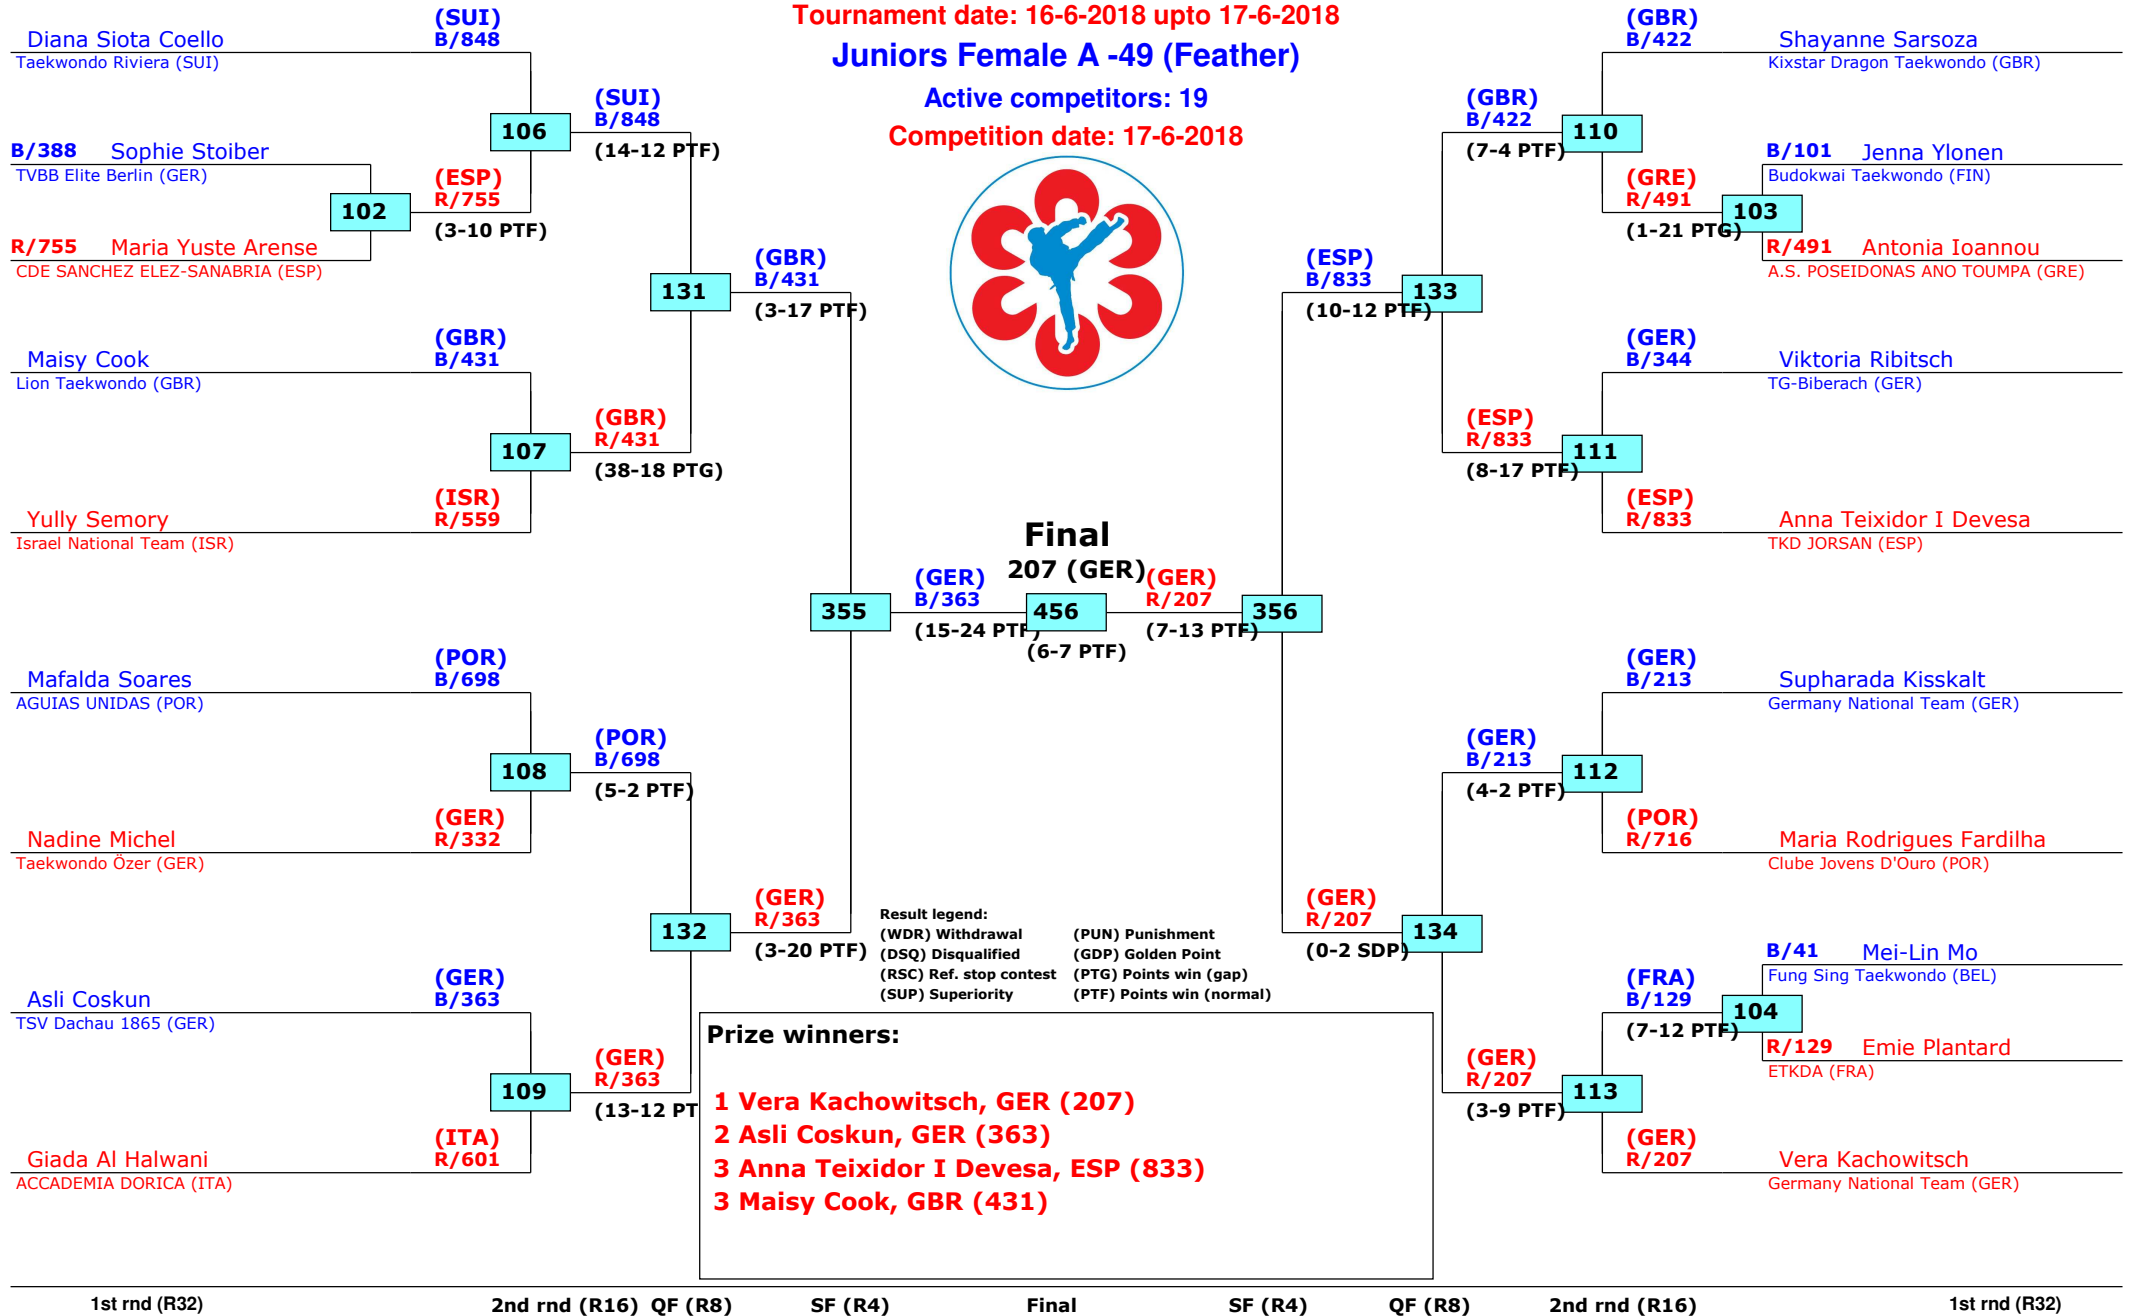 Tournament date: 16-6-2018 upto 17-6-2018
Juniors Female A -49 (Feather)
Active competitors: 19
Competition date: 17-6-2018
(SUI)
Diana Siota Coello B/848
Taekwondo Riviera (SUI)
(SUI)
B/848
106
(14-12 PTF)
B/388 Sophie Stoiber
TVBB Elite Berlin (GER)
(ESP)
R/755
102
(3-10 PTF)
R/755 Maria Yuste Arense
CDE SANCHEZ ELEZ-SANABRIA (ESP)
(GBR)
B/431
131
(3-17 PTF)
(GBR)
Maisy Cook B/431
Lion Taekwondo (GBR)
(GBR)
R/431
107
(38-18 PTG)
(ISR)
Yully Semory R/559
Israel National Team (ISR)
Final
207 (GER)
(GER)
B/363
355
(15-24 PTF)
456
(6-7 PTF)
(GER)
R/207
356
(7-13 PTF)
(POR)
Mafalda Soares B/698
AGUIAS UNIDAS (POR)
(POR)
B/698
108
(5-2 PTF)
(GER)
Nadine Michel R/332
Taekwondo Özer (GER)
(GER)
R/363
132
(3-20 PTF)
(GER)
Asli Coskun B/363
TSV Dachau 1865 (GER)
(GER)
R/363
109
(13-12 PT
(ITA)
Giada Al Halwani R/601
ACCADEMIA DORICA (ITA)
(GBR)
B/422 Shayanne Sarsoza
Kixstar Dragon Taekwondo (GBR)
(GBR)
B/422
110
(7-4 PTF)
B/101 Jenna Ylonen
Budokwai Taekwondo (FIN)
(GRE)
R/491
103
(1-21 PTG)
R/491 Antonia Ioannou
A.S. POSEIDONAS ANO TOUMPA (GRE)
(ESP)
B/833
133
(10-12 PTF)
(GER)
B/344 Viktoria Ribitsch
TG-Biberach (GER)
(ESP)
R/833
111
(8-17 PTF)
(ESP)
R/833 Anna Teixidor I Devesa
TKD JORSAN (ESP)
(GER)
B/213 Supharada Kisskalt
Germany National Team (GER)
(GER)
B/213
112
(4-2 PTF)
(POR)
R/716 Maria Rodrigues Fardilha
Clube Jovens D'Ouro (POR)
(GER)
R/207
134
(0-2 SDP)
B/41 Mei-Lin Mo
Fung Sing Taekwondo (BEL)
(FRA)
B/129
104
(7-12 PTF)
R/129 Emie Plantard
ETKDA (FRA)
(GER)
R/207
113
(3-9 PTF)
(GER)
R/207 Vera Kachowitsch
Germany National Team (GER)
Result legend:
(WDR) Withdrawal (PUN) Punishment
(DSQ) Disqualified (GDP) Golden Point
(RSC) Ref. stop contest (PTG) Points win (gap)
(SUP) Superiority (PTF) Points win (normal)
Prize winners:
1 Vera Kachowitsch, GER (207)
2 Asli Coskun, GER (363)
3 Anna Teixidor I Devesa, ESP (833)
3 Maisy Cook, GBR (431)
1st rnd (R32) 2nd rnd (R16) QF (R8) SF (R4) Final SF (R4) QF (R8) 2nd rnd (R16) 1st rnd (R32)